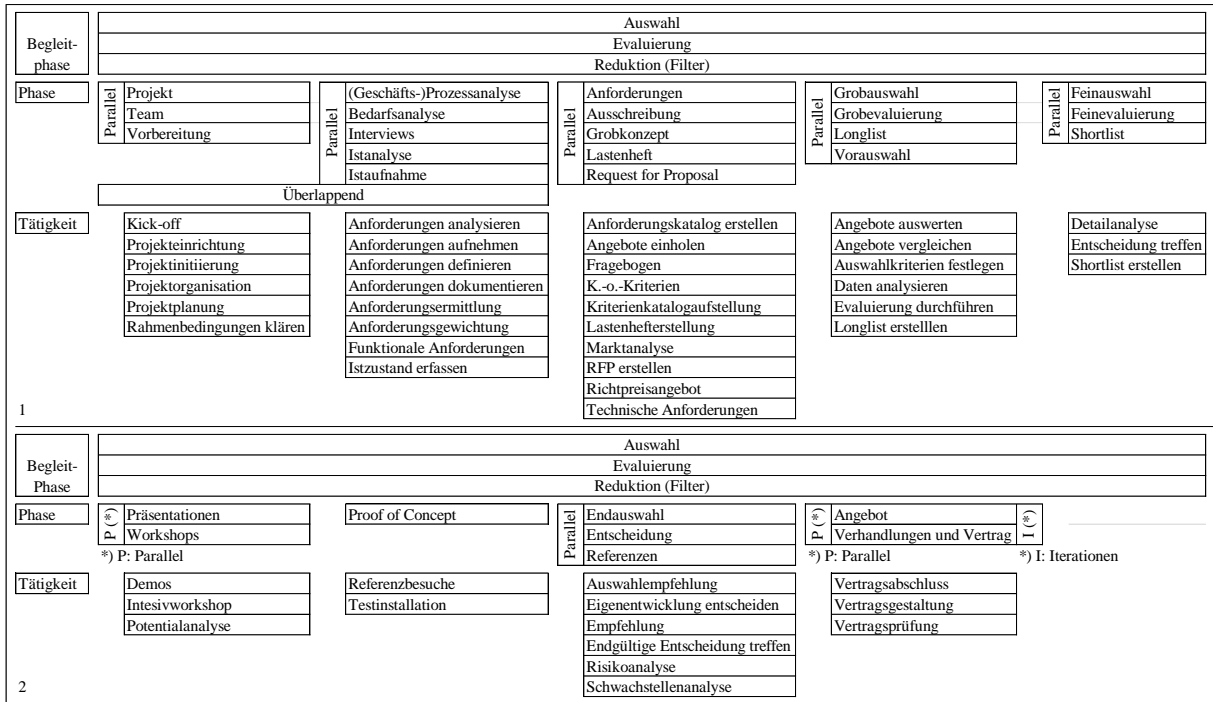 Begleit-
phase
Auswahl
Evaluierung
Reduktion (Filter)
Phase
Parallel
Projekt
Team
Vorbereitung
Parallel
(Geschäfts-)Prozessanalyse
Bedarfsanalyse
Interviews
Istanalyse
Istaufnahme
Parallel
Anforderungen
Ausschreibung
Grobkonzept
Lastenheft
Request for Proposal
Parallel
Grobauswahl
Grobevaluierung
Longlist
Vorauswahl
Parallel
Feinauswahl
Feinevaluierung
Shortlist
Überlappend
Tätigkeit
Kick-off
Projekteinrichtung
Projektinitiierung
Projektorganisation
Projektplanung
Rahmenbedingungen klären
Anforderungen analysieren
Anforderungen aufnehmen
Anforderungen definieren
Anforderungen dokumentieren
Anforderungsermittlung
Anforderungsgewichtung
Funktionale Anforderungen
Istzustand erfassen
Anforderungskatalog erstellen
Angebote einholen
Fragebogen
K.-o.-Kriterien
Kriterienkatalogaufstellung
Lastenhefterstellung
Marktanalyse
RFP erstellen
Richtpreisangebot
Technische Anforderungen
Angebote auswerten
Angebote vergleichen
Auswahlkriterien festlegen
Daten analysieren
Evaluierung durchführen
Longlist erstelllen
Detailanalyse
Entscheidung treffen
Shortlist erstellen
1
Begleit-
Phase
Auswahl
Evaluierung
Reduktion (Filter)
Phase
P (*)
Präsentationen
Workshops
*) P: Parallel
Proof of Concept
Parallel
Endauswahl
Entscheidung
Referenzen
P (*)
Angebot
Verhandlungen und Vertrag
I (*)
*) P: Parallel
*) I: Iterationen
Tätigkeit
Demos
Intesivworkshop
Potentialanalyse
Referenzbesuche
Testinstallation
Auswahlempfehlung
Eigenentwicklung entscheiden
Empfehlung
Endgültige Entscheidung treffen
Risikoanalyse
Schwachstellenanalyse
Vertragsabschluss
Vertragsgestaltung
Vertragsprüfung
2